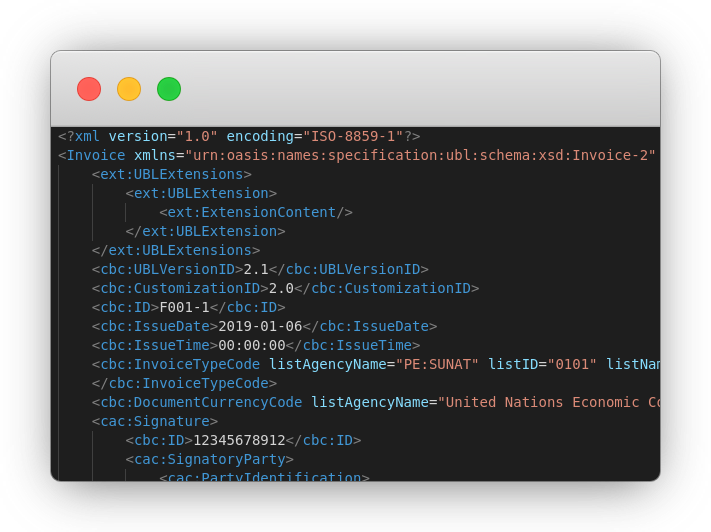 <?xml version="1.0" encoding="ISO-8859-1"?>
<Invoice xmlns="urn:oasis:names:specification:ubl:schema:xsd:Invoice-2"
<ext:UBLExtensions>
<ext:UBLExtension>
<ext:ExtensionContent/>
</ext:UBLExtension>
</ext:UBLExtensions>
<cbc:UBLVersionID>2.1</cbc:UBLVersionID>
<cbc:CustomizationID>2.0</cbc:CustomizationID>
<cbc:ID>F001-1</cbc:ID>
<cbc:IssueDate>2019-01-06</cbc:IssueDate>
<cbc:IssueTime>00:00:00</cbc:IssueTime>
<cbc:InvoiceTypeCode listAgencyName="PE:SUNAT" listID="0101" listNam
</cbc:InvoiceTypeCode>
<cbc:DocumentCurrencyCode listAgencyName="United Nations Economic Co
<cac:Signature>
<cbc:ID>12345678912</cbc:ID>
<cac:SignatoryParty>
<cac:PartyIdentification>